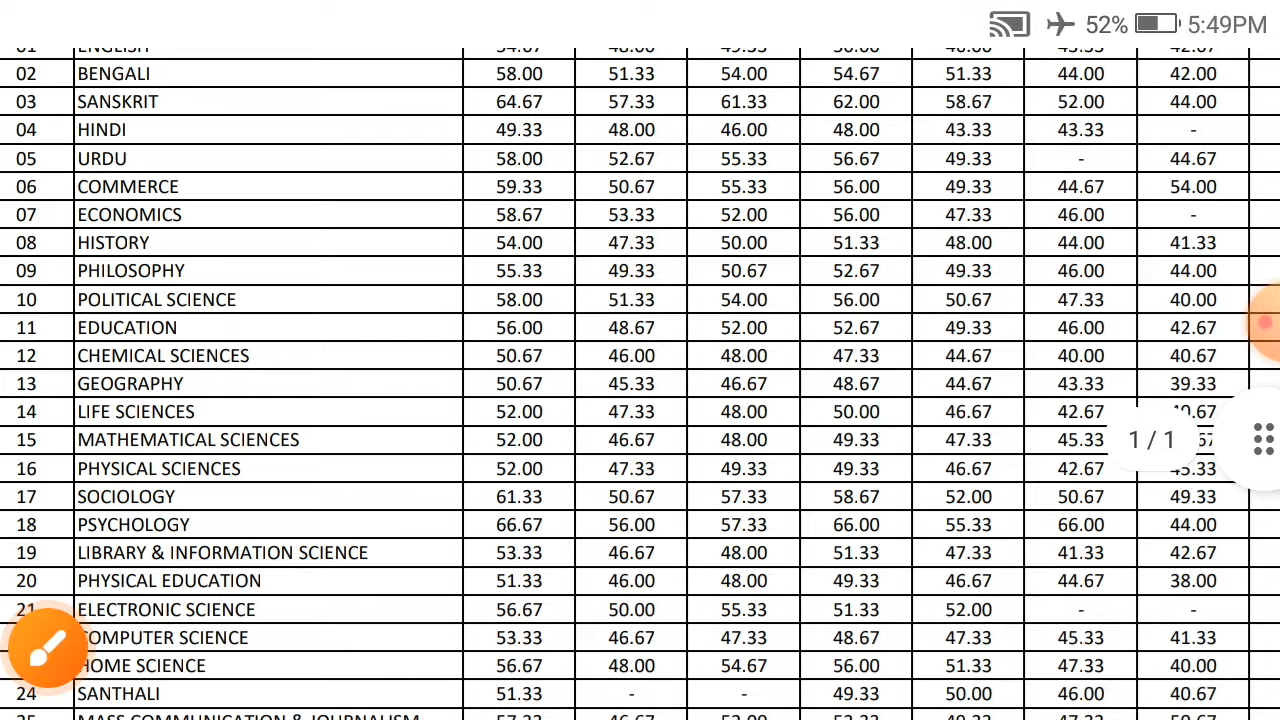 52% 5:49PM
01 ENGLISH 54.67 48.00 49.33 50.00 48.00 43.33 42.67
02 BENGALI 58.00 51.33 54.00 54.67 51.33 44.00 42.00
03 SANSKRIT 64.67 57.33 61.33 62.00 58.67 52.00 44.00
04 HINDI 49.33 48.00 46.00 48.00 43.33 43.33 -
05 URDU 58.00 52.67 55.33 56.67 49.33 - 44.67
06 COMMERCE 59.33 50.67 55.33 56.00 49.33 44.67 54.00
07 ECONOMICS 58.67 53.33 52.00 56.00 47.33 46.00 -
08 HISTORY 54.00 47.33 50.00 51.33 48.00 44.00 41.33
09 PHILOSOPHY 55.33 49.33 50.67 52.67 49.33 46.00 44.00
10 POLITICAL SCIENCE 58.00 51.33 54.00 56.00 50.67 47.33 40.00
11 EDUCATION 56.00 48.67 52.00 52.67 49.33 46.00 42.67
12 CHEMICAL SCIENCES 50.67 46.00 48.00 47.33 44.67 40.00 40.67
13 GEOGRAPHY 50.67 45.33 46.67 48.67 44.67 43.33 39.33
14 LIFE SCIENCES 52.00 47.33 48.00 50.00 46.67 42.67
15 MATHEMATICAL SCIENCES 52.00 46.67 48.00 49.33 47.33 45.33 1 / 1
16 PHYSICAL SCIENCES 52.00 47.33 49.33 49.33 46.67 42.67
17 SOCIOLOGY 61.33 50.67 57.33 58.67 52.00 50.67 49.33
18 PSYCHOLOGY 66.67 56.00 57.33 66.00 55.33 66.00 44.00
19 LIBRARY & INFORMATION SCIENCE 53.33 46.67 48.00 51.33 47.33 41.33 42.67
20 PHYSICAL EDUCATION 51.33 46.00 48.00 49.33 46.67 44.67 38.00
21 ELECTRONIC SCIENCE 56.67 50.00 55.33 51.33 52.00 - -
COMPUTER SCIENCE 53.33 46.67 47.33 48.67 47.33 45.33 41.33
HOME SCIENCE 56.67 48.00 54.67 56.00 51.33 47.33 40.00
24 SANTHALI 51.33 - - 49.33 50.00 46.00 40.67
25 MASS COMMUNICATION & JOURNALISM